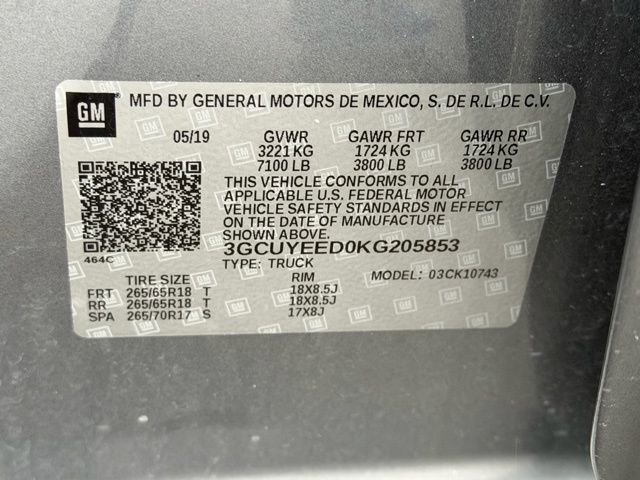 GM MFD BY GENERAL MOTORS DE MEXICO, S. DE R.L. DE C.V.
05/19 GVWR GAWR FRT GAWR RR
3221 KG 1724 KG 1724 KG
7100 LB 3800 LB 3800 LB
THIS VEHICLE CONFORMS TO ALL
APPLICABLE U.S. FEDERAL MOTOR
VEHICLE SAFETY STANDARDS IN EFFECT
ON THE DATE OF MANUFACTURE
SHOWN ABOVE.
3GCUYEED0KG205853
464C TYPE: TRUCK MODEL: 03CK10743
TIRE SIZE RIM
FRT 265/65R18 T 18X8.5J
RR 265/65R18 T 18X8.5J
SPA 265/70R17 S 17X8J